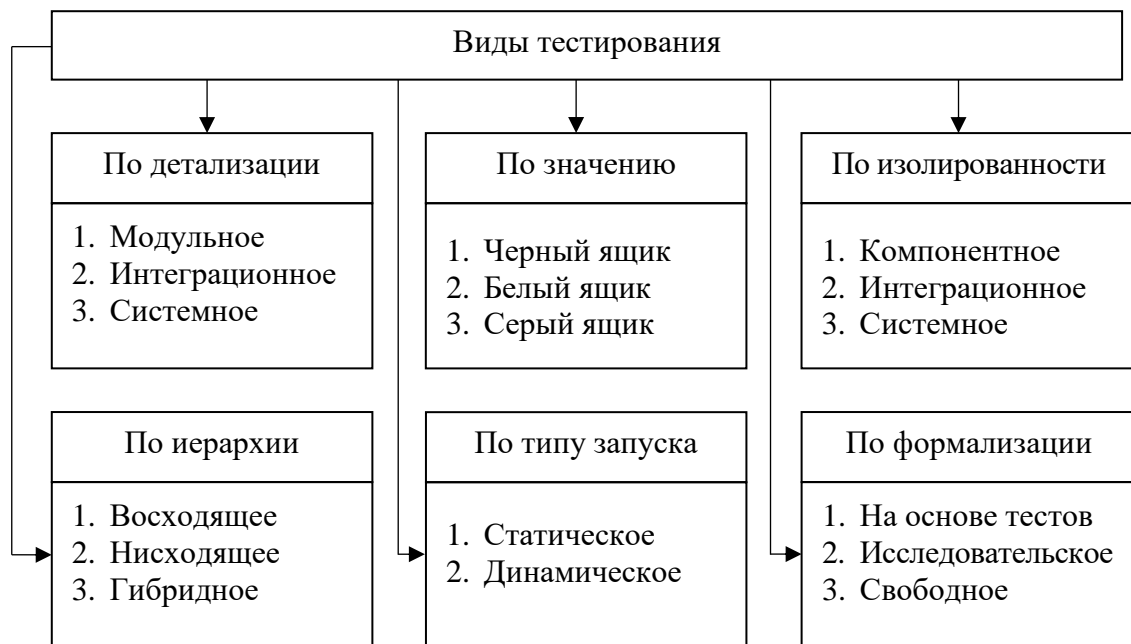 Виды тестирования
По детализации
1. Модульное
2. Интеграционное
3. Системное
По значению
1. Черный ящик
2. Белый ящик
3. Серый ящик
По изолированности
1. Компонентное
2. Интеграционное
3. Системное
По иерархии
1. Восходящее
2. Нисходящее
3. Гибридное
По типу запуска
1. Статическое
2. Динамическое
По формализации
1. На основе тестов
2. Исследовательское
3. Свободное